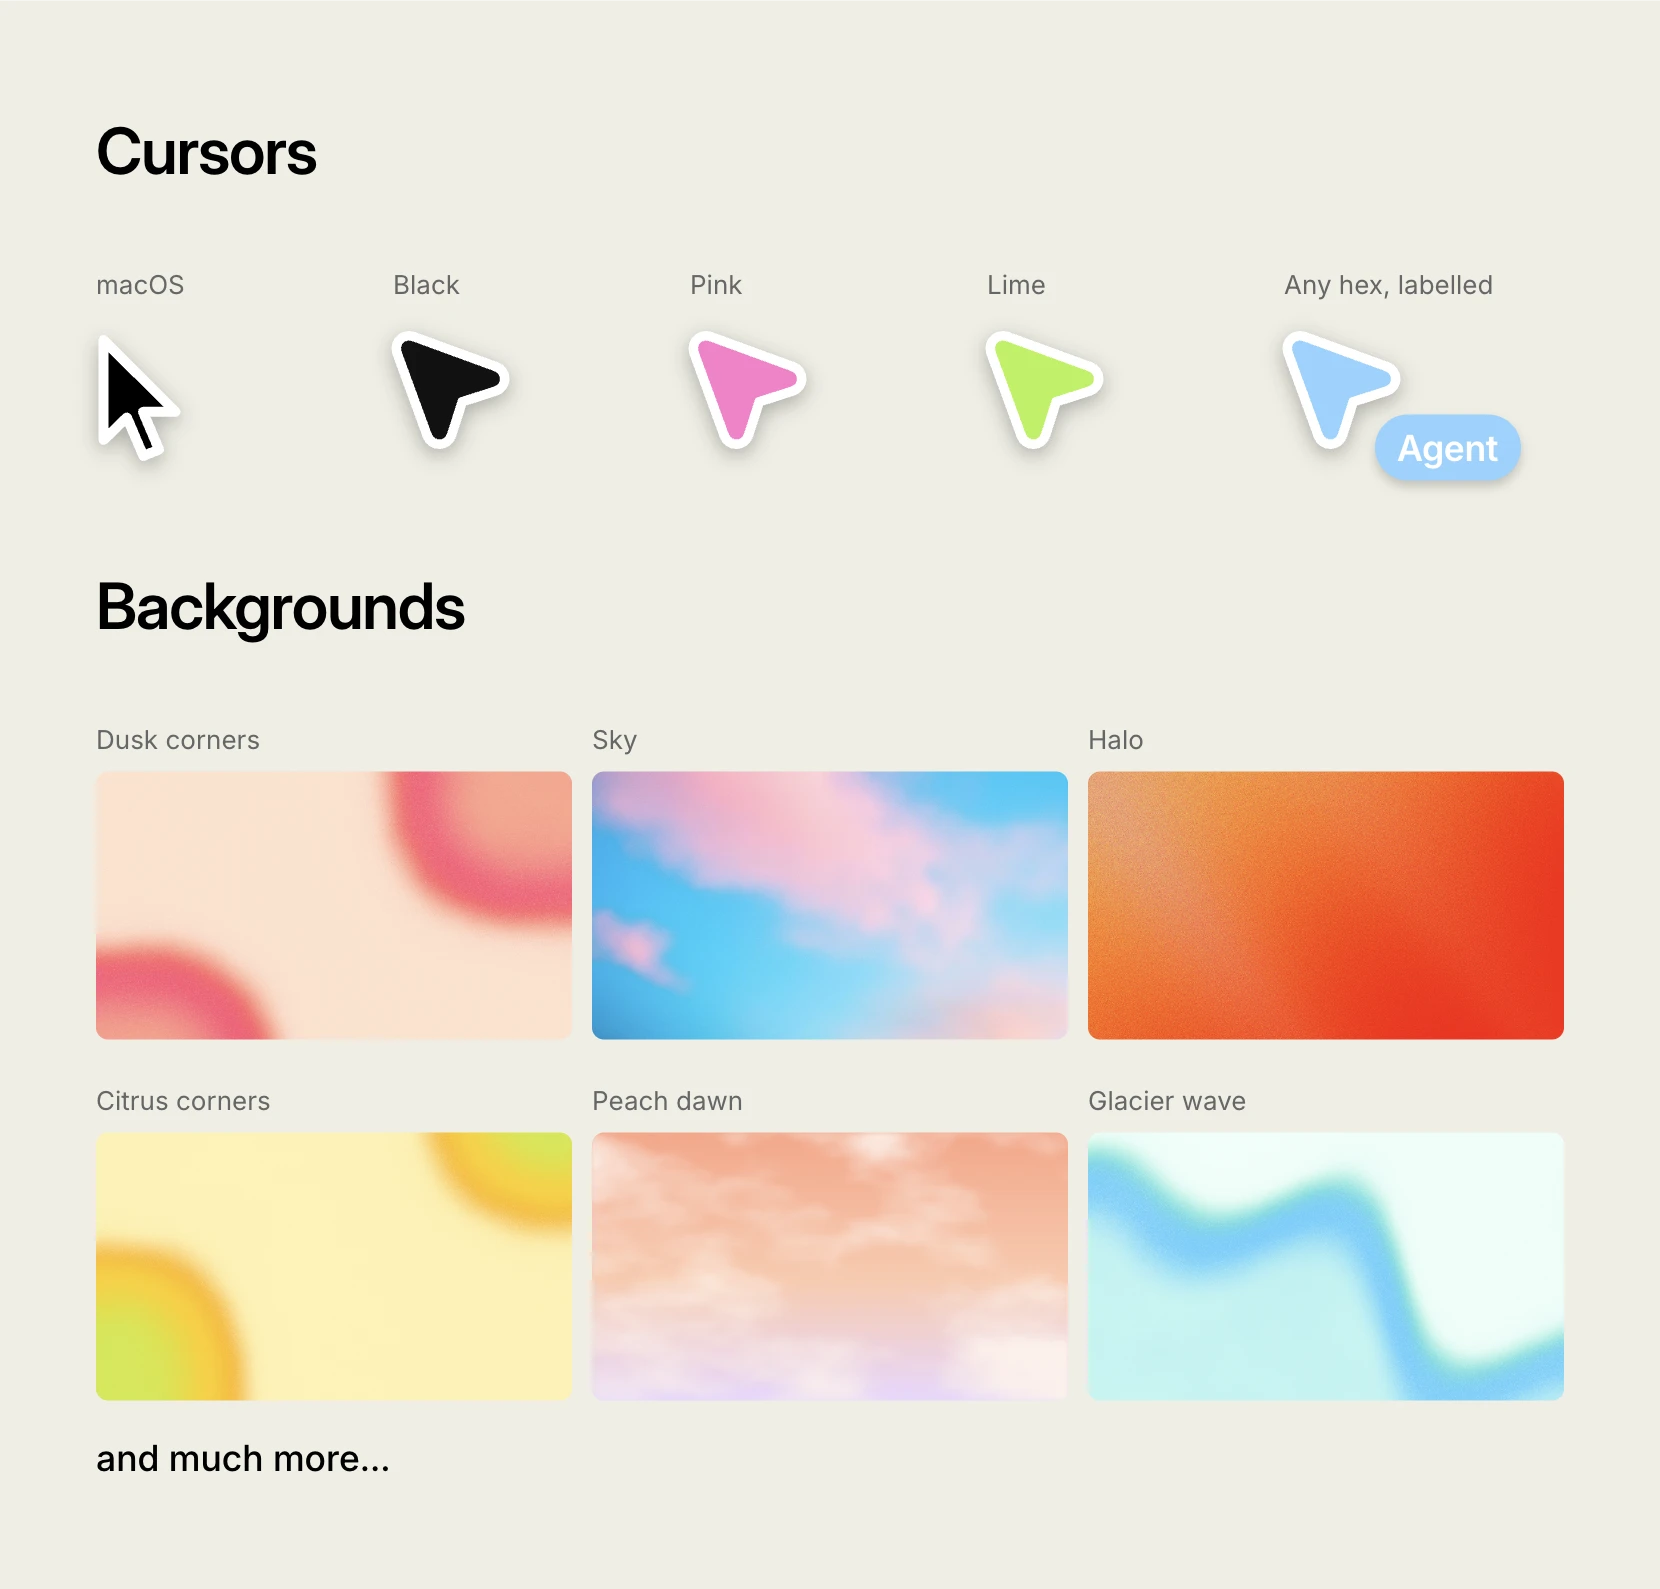 Cursors
macOS
Black
Pink
Lime
Any hex, labelled
Agent
Backgrounds
Dusk corners
Sky
Halo
Citrus corners
Peach dawn
Glacier wave
and much more...